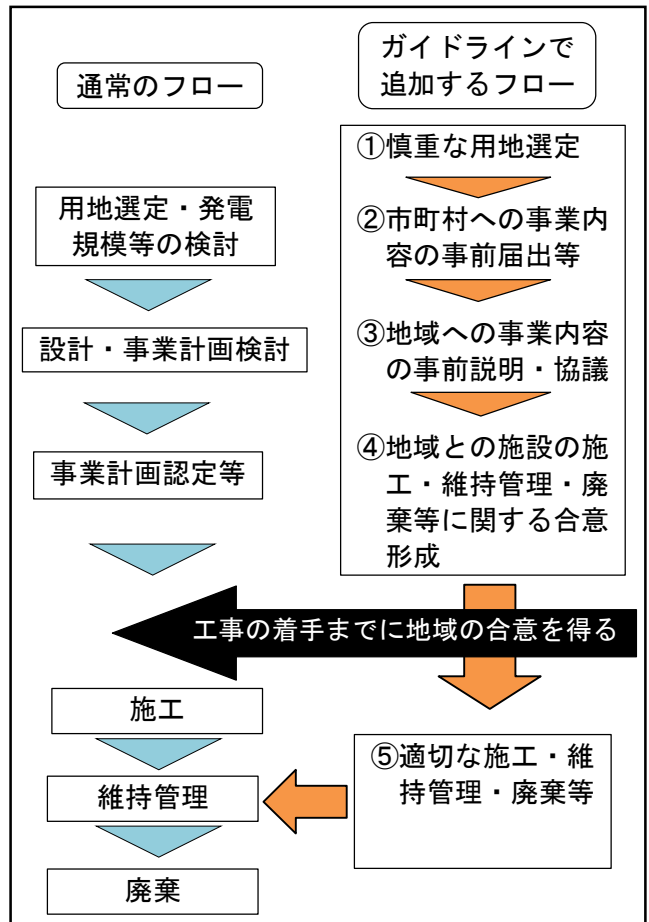 通常のフロー
用地選定・発電
規模等の検討
設計・事業計画検討
事業計画認定等
ガイドラインで
追加するフロー
①慎重な用地選定
②市町村への事業内
容の事前届出等
③地域への事業内容
の事前説明・協議
④地域との施設の施
工・維持管理・廃
棄等に関する合意
形成
工事の着手までに地域の合意を得る
施工
維持管理
廃棄
⑤適切な施工・維
持管理・廃棄等